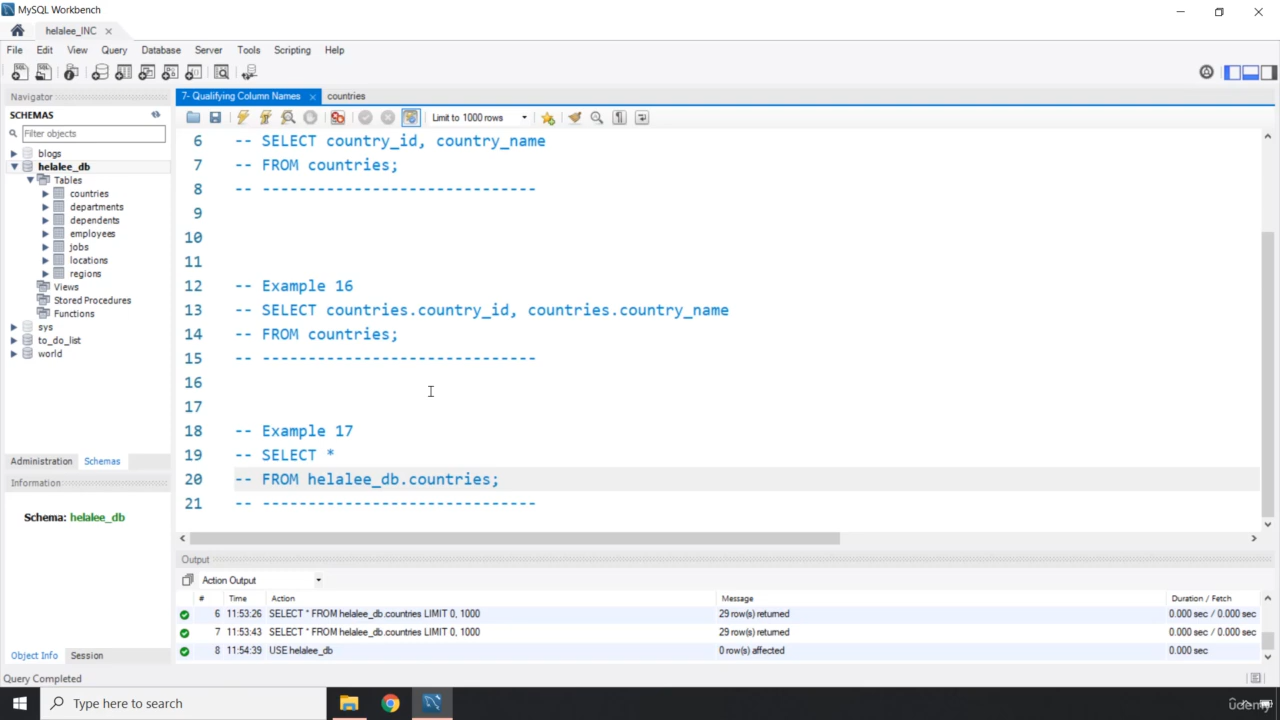 MySQL Workbench
helalee_INC
File Edit View Query Database Server Tools Scripting Help
Navigator
SCHEMAS
Filter objects
blogs
helalee_db
Tables
countries
departments
dependents
employees
jobs
locations
regions
Views
Stored Procedures
Functions
sys
to_do_list
world
Administration Schemas
Information
Schema: helalee_db
Object Info Session
Query Completed
7- Qualifying Column Names countries
Limit to 1000 rows
6 -- SELECT country_id, country_name
7 -- FROM countries;
8 -- ------------------------------
9
10
11
12 -- Example 16
13 -- SELECT countries.country_id, countries.country_name
14 -- FROM countries;
15 -- ------------------------------
16
17
18 -- Example 17
19 -- SELECT *
20 -- FROM helalee_db.countries;
21 -- ------------------------------
Output
Action Output
# Time Action Message Duration / Fetch
6 11:53:26 SELECT * FROM helalee_db.countries LIMIT 0, 1000 29 row(s) returned 0.000 sec / 0.000 sec
7 11:53:43 SELECT * FROM helalee_db.countries LIMIT 0, 1000 29 row(s) returned 0.000 sec / 0.000 sec
8 11:54:39 USE helalee_db 0 row(s) affected 0.000 sec
Type here to search
udemy